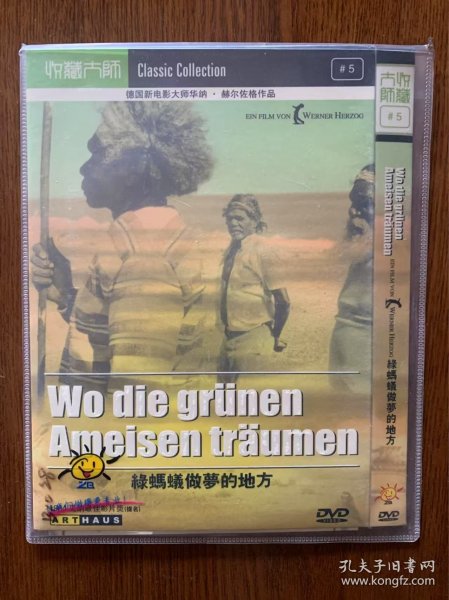 收藏大师
Classic Collection
#5
德国新电影大师华纳·赫尔佐格作品
EIN FILM VON WERNER HERZOG
Wo die grünen
Ameisen träumen
綠螞蟻做夢的地方
ARTHAUS
DVD
VIDEO
收藏大师
#5
Wo die grünen
Ameisen träumen
EIN FILM VON WERNER HERZOG
綠螞蟻做夢的地方
DVD
孔夫子旧书网
www.kongfz.com